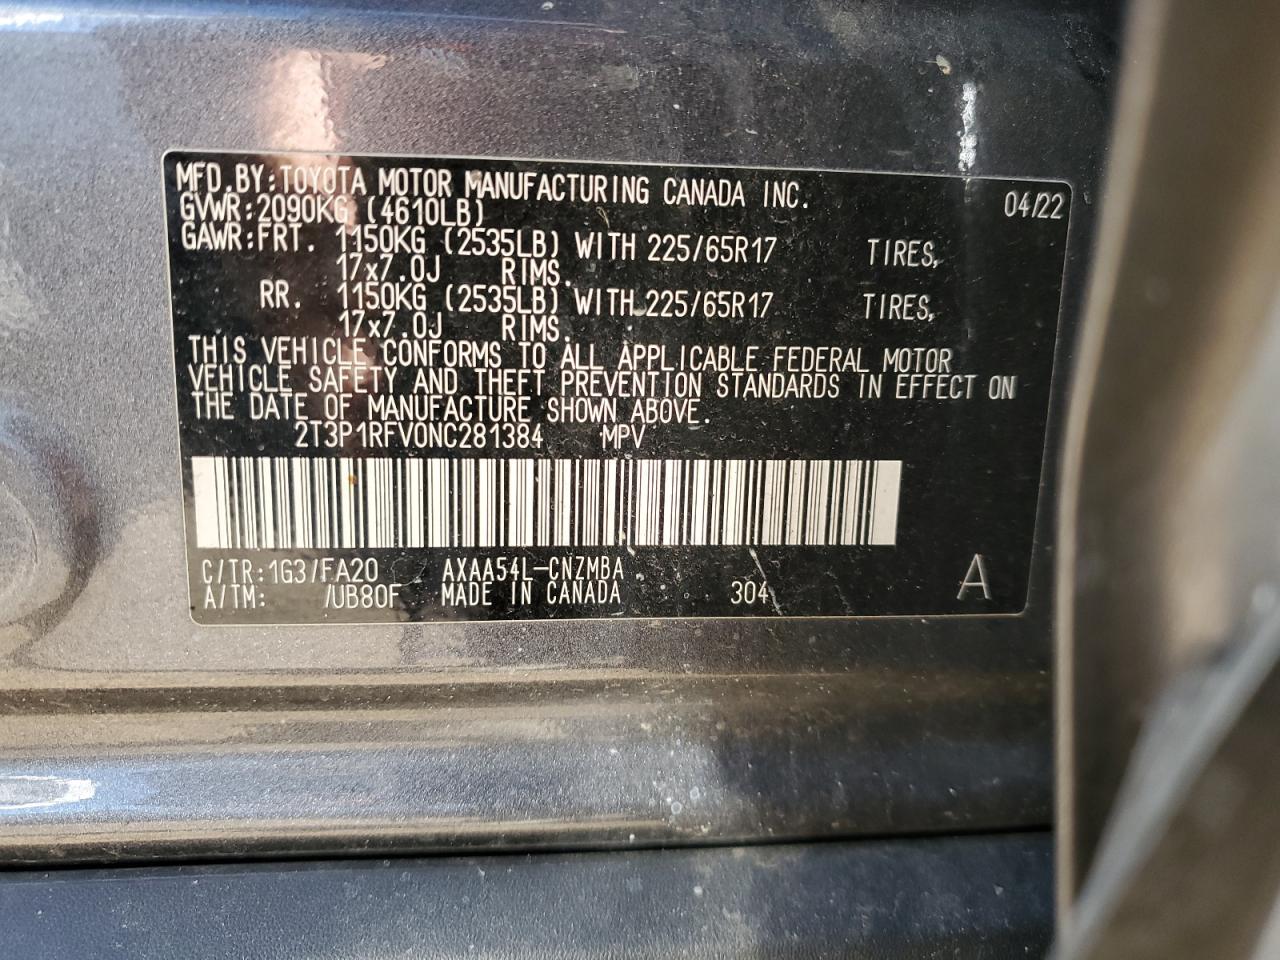 MFD.BY:TOYOTA MOTOR MANUFACTURING CANADA INC. 04/22
GVWR:2090KG (4610LB)
GAWR:FRT. 1150KG (2535LB) WITH 225/65R17 TIRES,
17x7.0J RIMS.
RR. 1150KG (2535LB) WITH 225/65R17 TIRES,
17x7.0J RIMS.
THIS VEHICLE CONFORMS TO ALL APPLICABLE FEDERAL MOTOR
VEHICLE SAFETY AND THEFT PREVENTION STANDARDS IN EFFECT ON
THE DATE OF MANUFACTURE SHOWN ABOVE.
2T3P1RFV0NC281384 MPV
C/TR:1G3/FA20 AXAA54L-CNZMBA
A/TM: /UB80F MADE IN CANADA 304 A